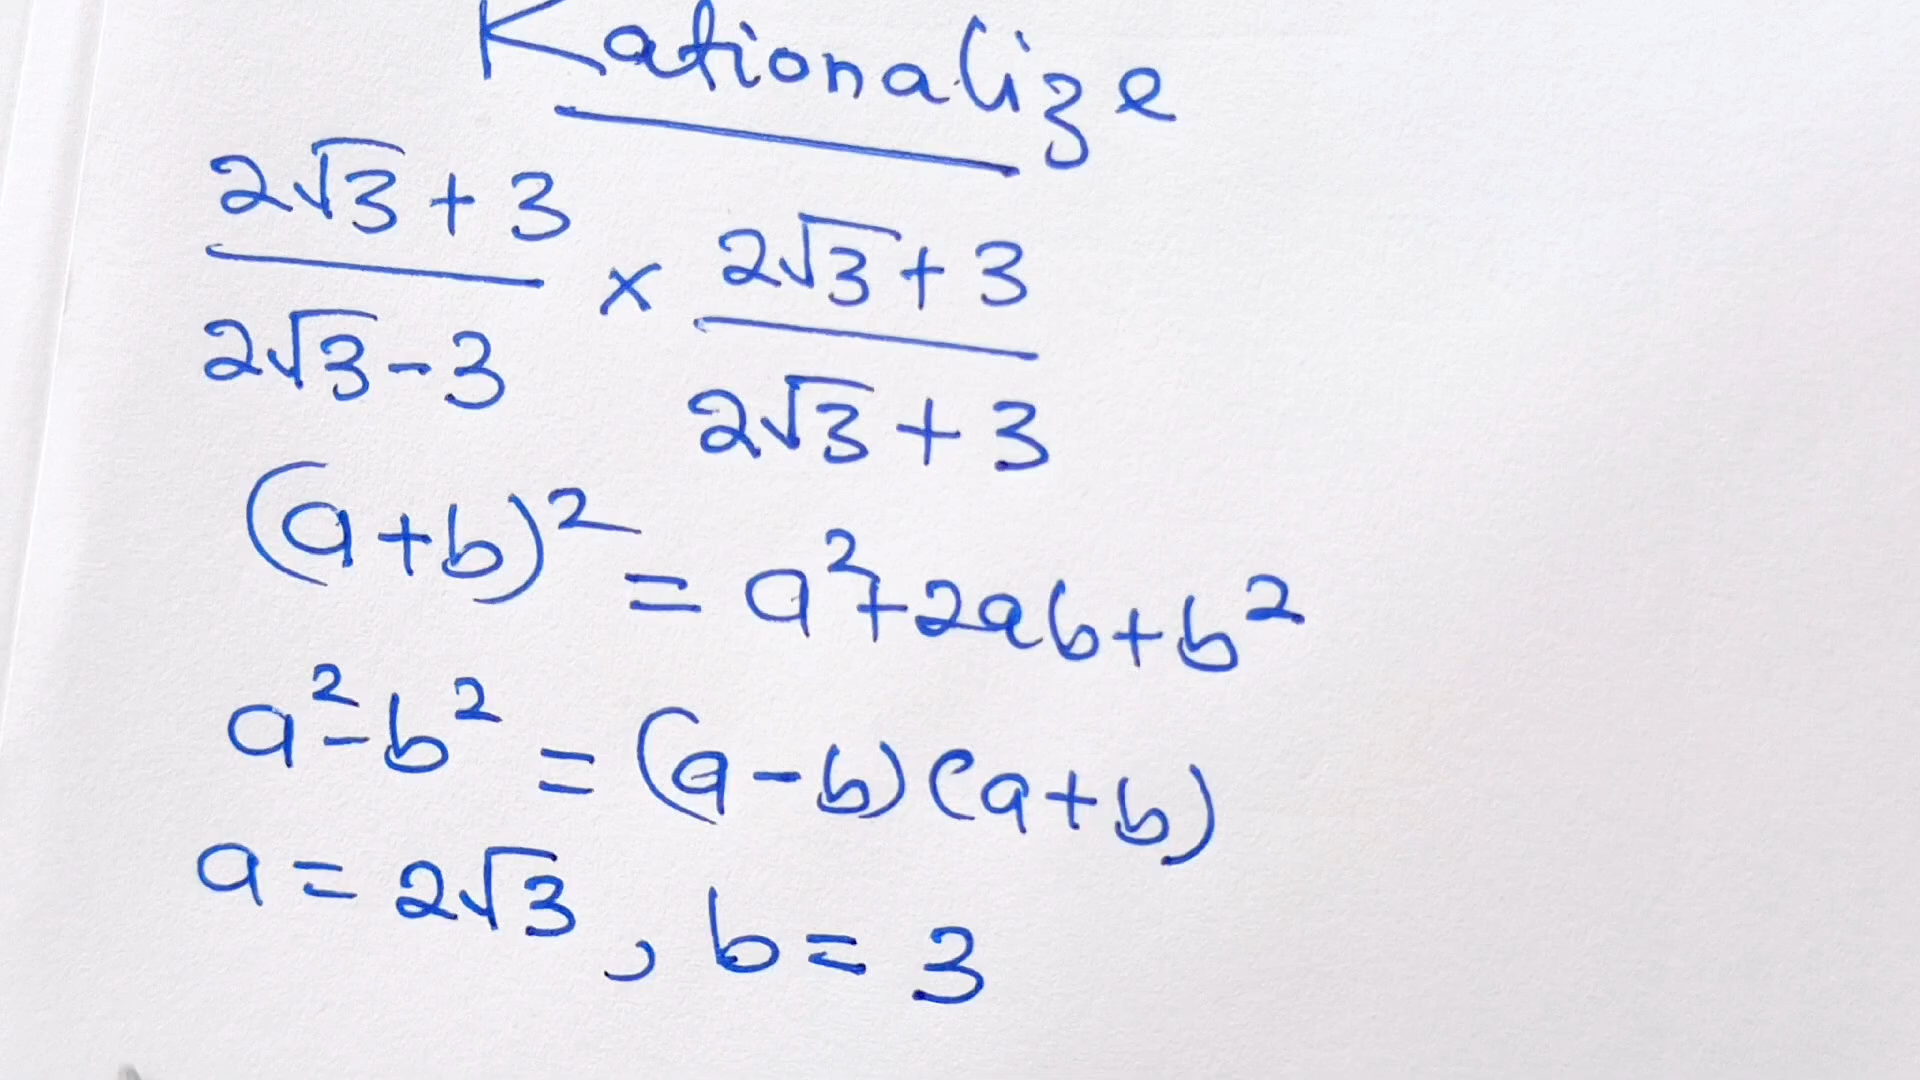 Rationalize
2√3 + 3 / 2√3 - 3 × 2√3 + 3 / 2√3 + 3
(a+b)² = a²+2ab+b²
a²-b² = (a-b)(a+b)
a = 2√3, b = 3